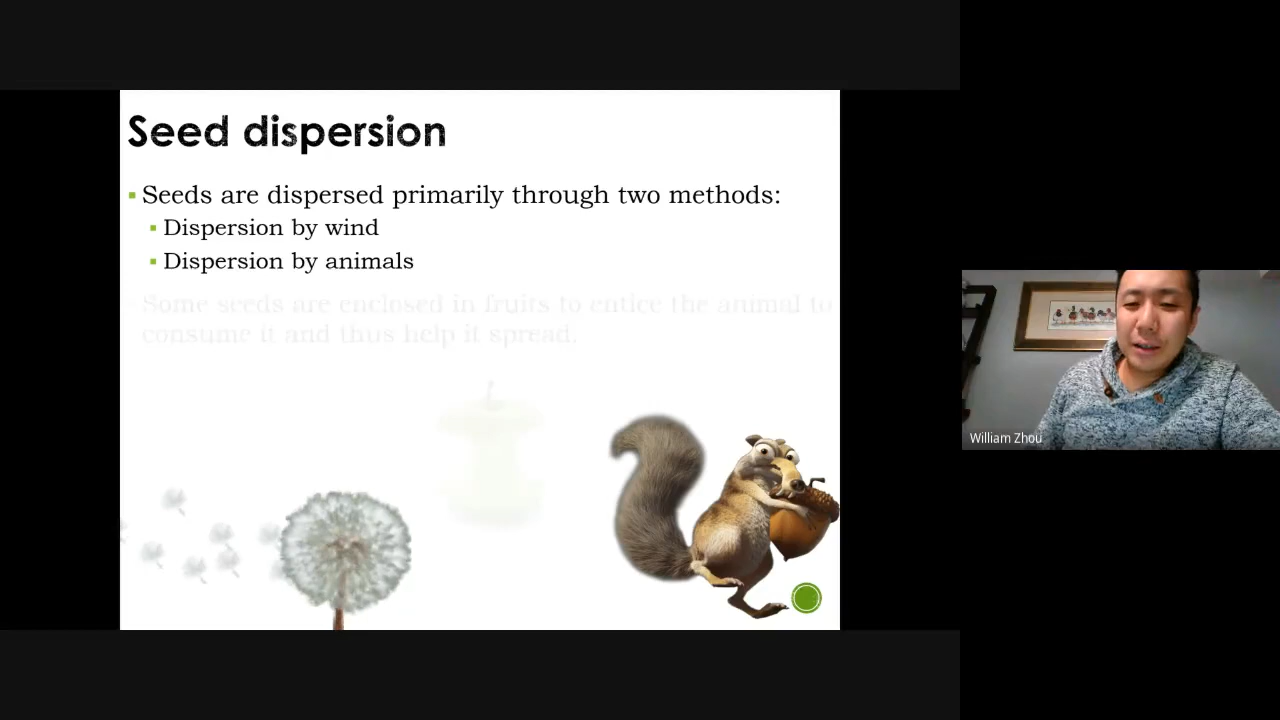 Seed dispersion
Seeds are dispersed primarily through two methods:
Dispersion by wind
Dispersion by animals
Some seeds are enclosed in fruits to entice the animal to
consume it and thus help it spread.
William Zhou